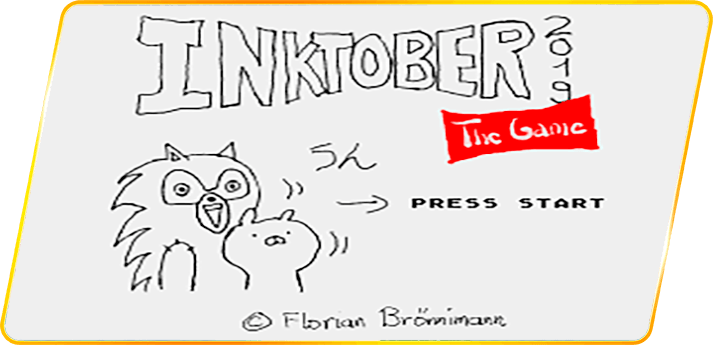 INKTOBER
2019
The Game
うん
→ PRESS START
© Florian Brönnimann